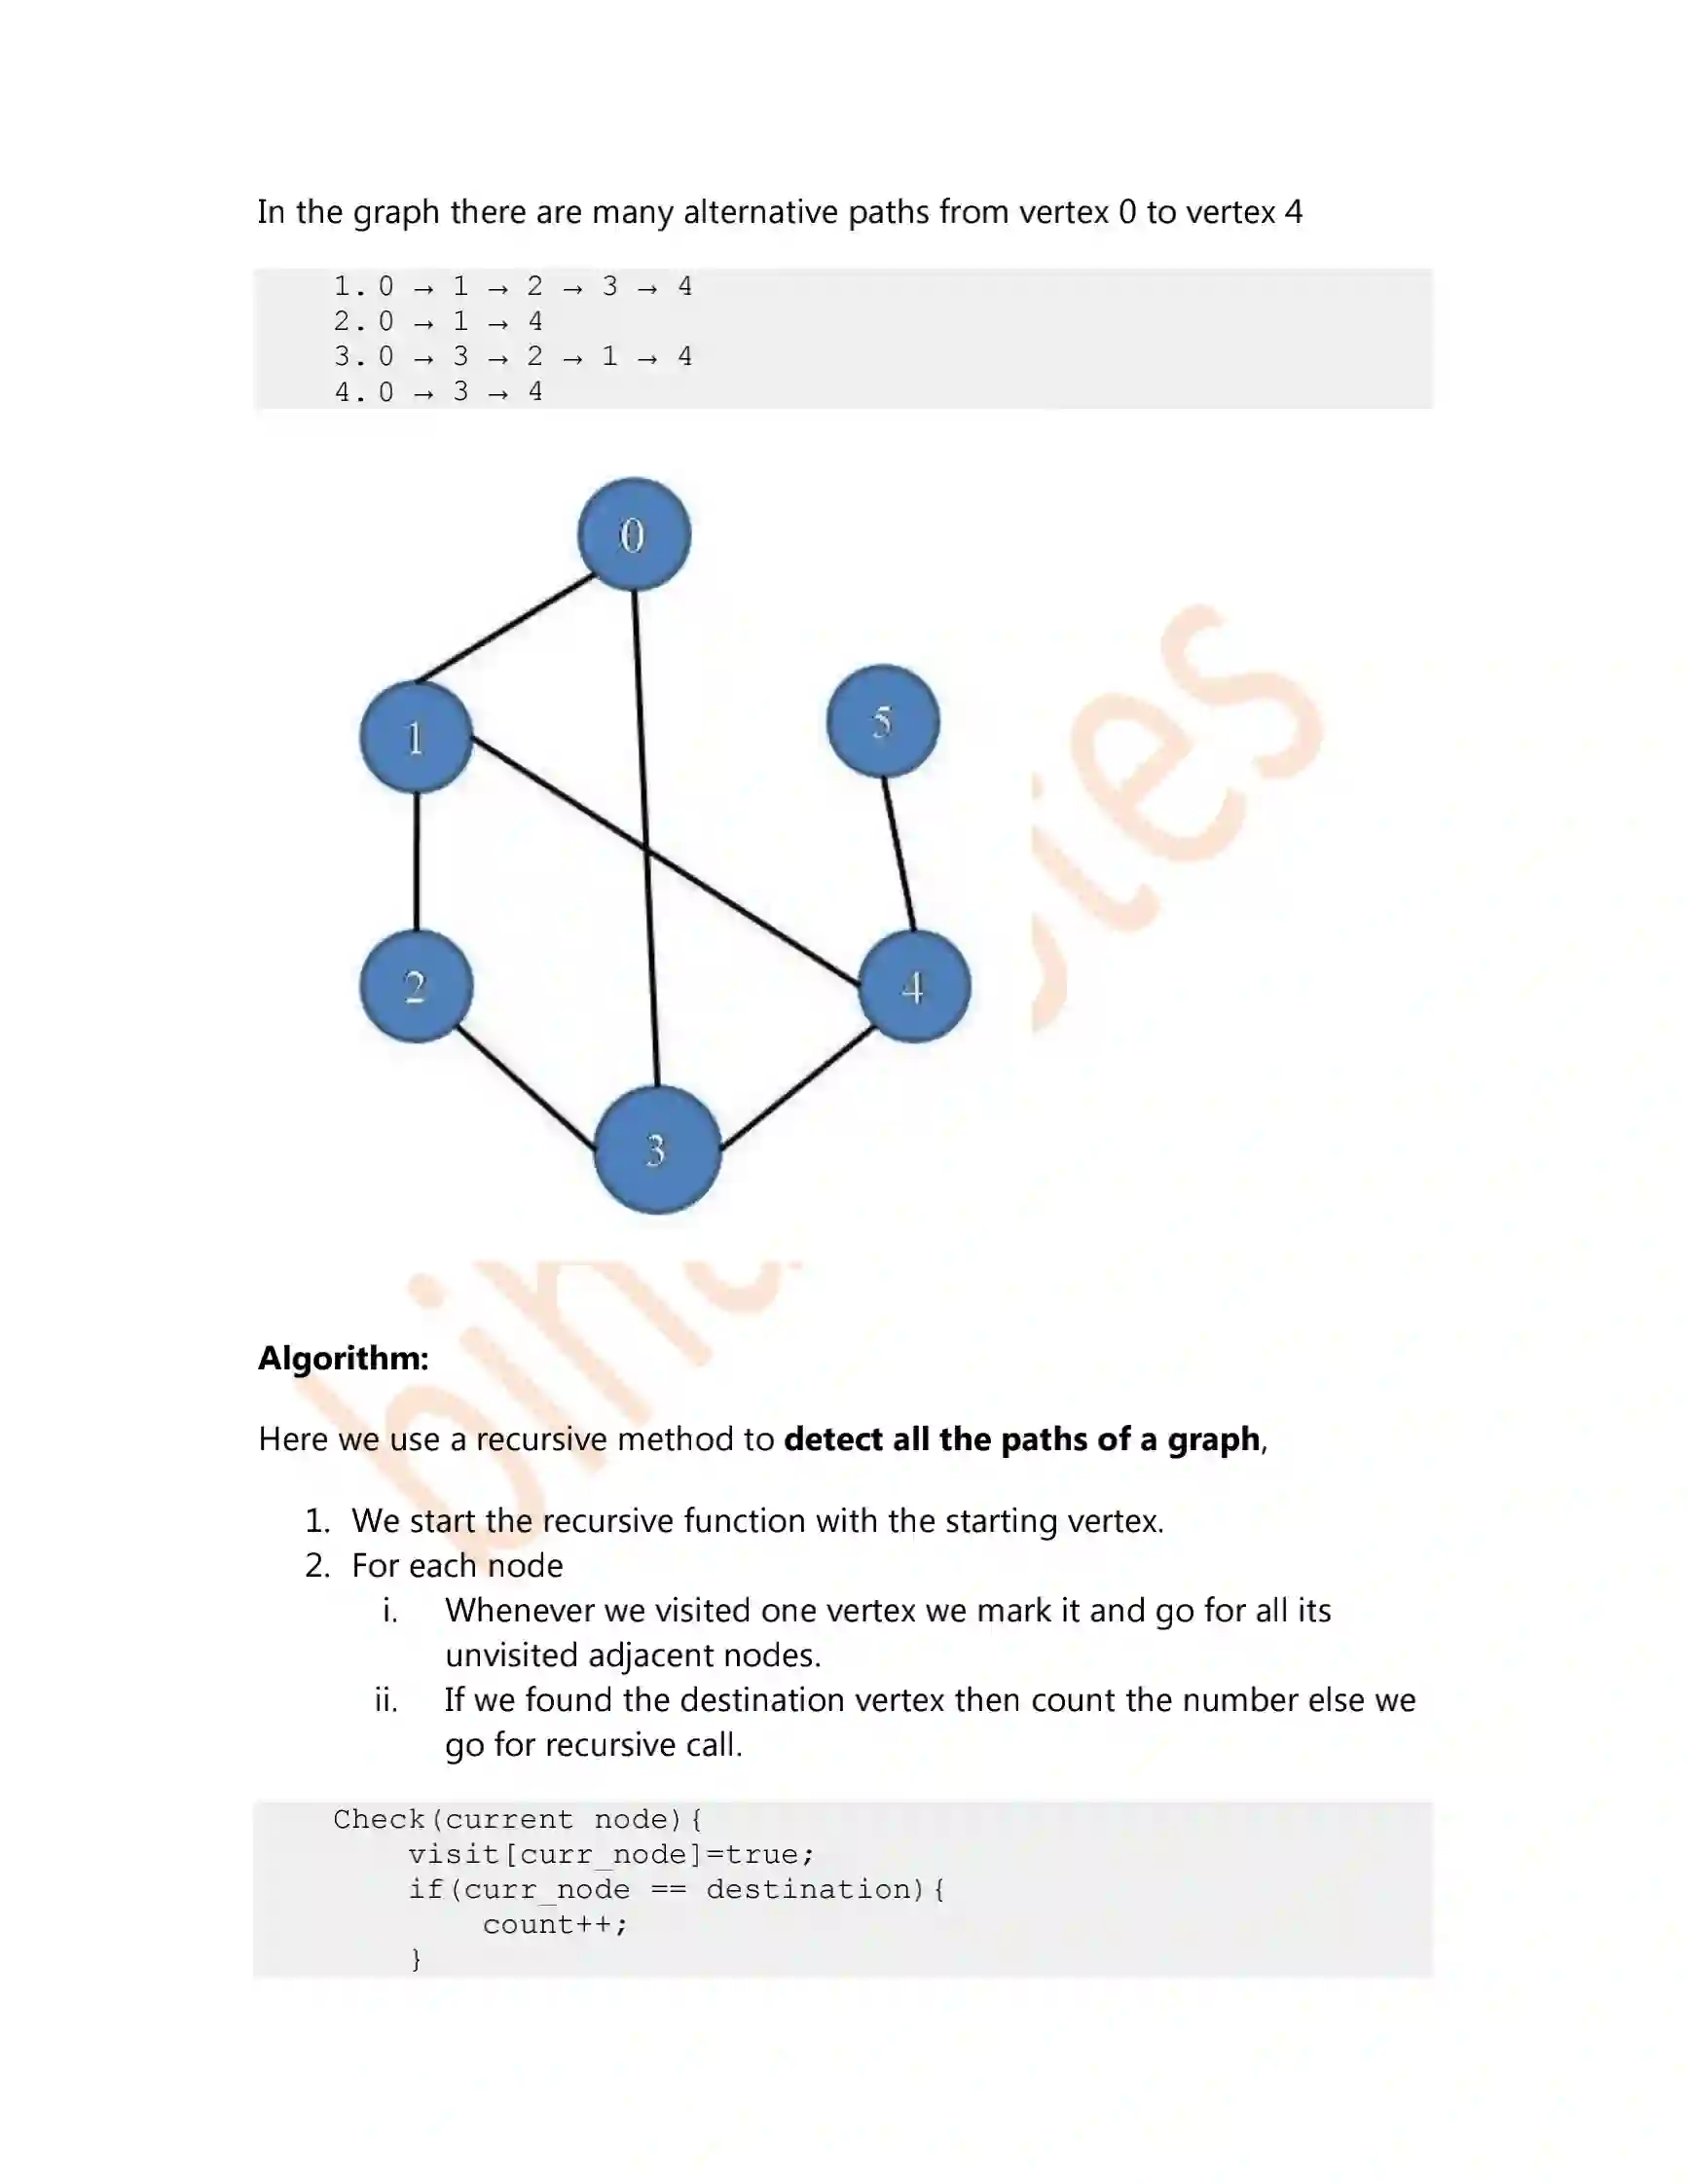 In the graph there are many alternative paths from vertex 0 to vertex 4
1. 0 → 1 → 2 → 3 → 4
2. 0 → 1 → 4
3. 0 → 3 → 2 → 1 → 4
4. 0 → 3 → 4
0
5
1
2
4
3
Algorithm:
Here we use a recursive method to detect all the paths of a graph,
1. We start the recursive function with the starting vertex.
2. For each node
i. Whenever we visited one vertex we mark it and go for all its
unvisited adjacent nodes.
ii. If we found the destination vertex then count the number else we
go for recursive call.
Check(current node){
visit[curr_node]=true;
if(curr_node == destination){
count++;
}